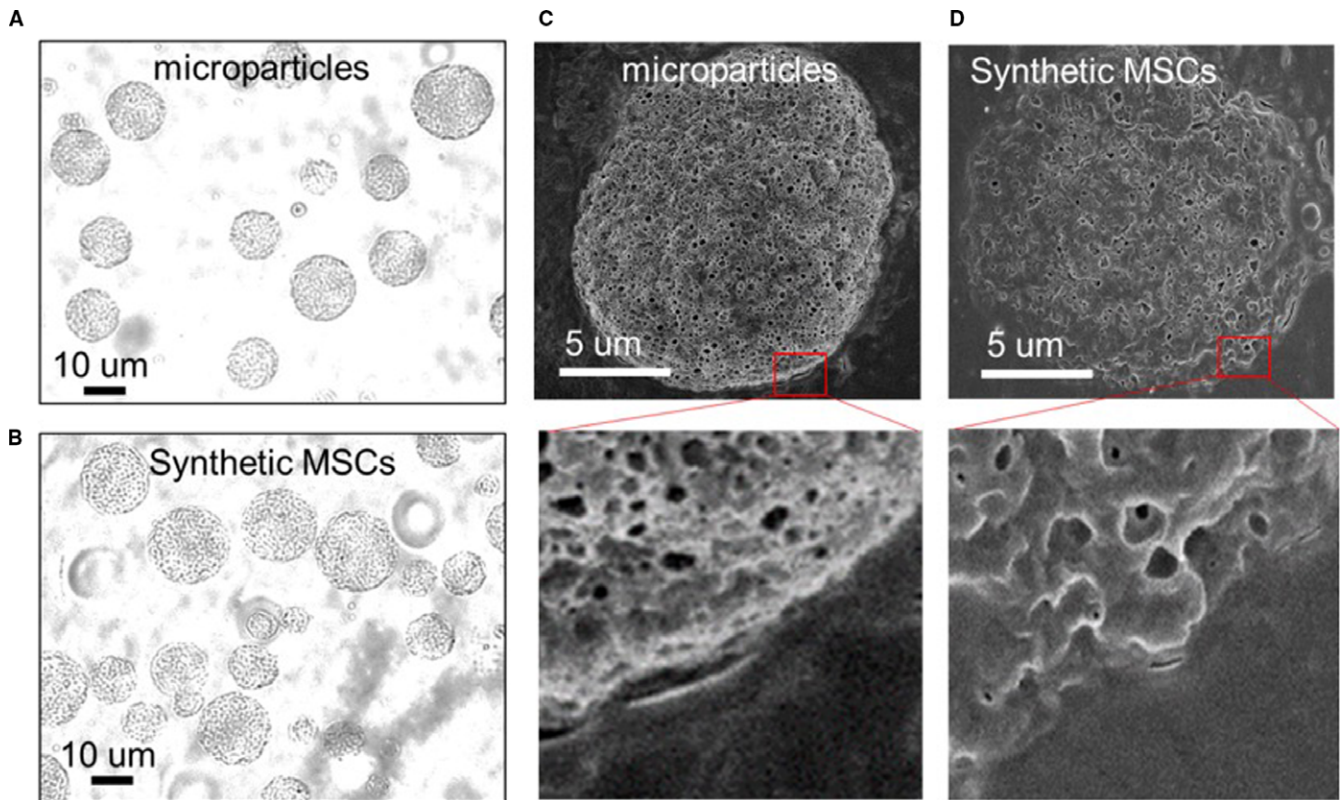 A
microparticles
10 um
B
Synthetic MSCs
10 um
C
microparticles
5 um
D
Synthetic MSCs
5 um